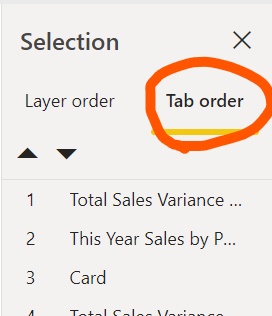 Selection
Layer order Tab order
1 Total Sales Variance ...
2 This Year Sales by P...
3 Card
4 Total Sales Variance